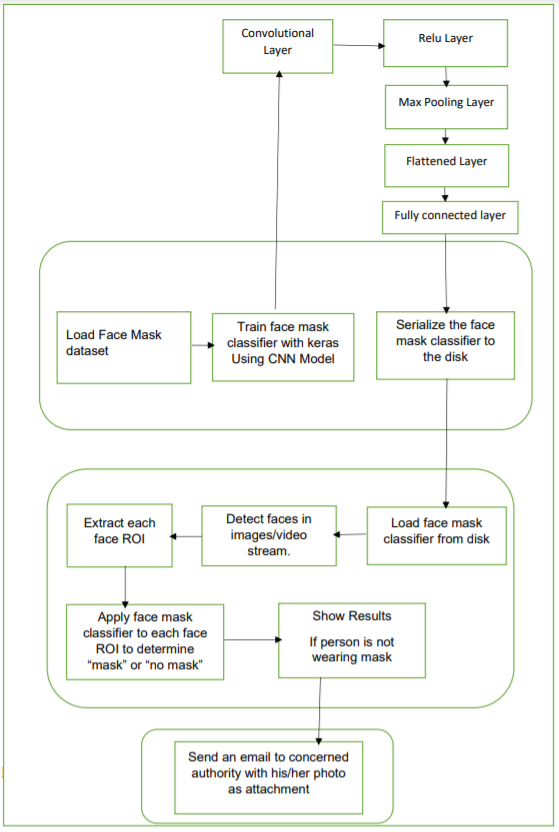 Convolutional
Layer
Relu Layer
Max Pooling Layer
Flattened Layer
Fully connected layer
Load Face Mask
dataset
Train face mask
classifier with keras
Using CNN Model
Serialize the face
mask classifier to
the disk
Load face mask
classifier from disk
Detect faces in
images/video
stream.
Extract each
face ROI
Apply face mask
classifier to each face
ROI to determine
“mask” or “no mask”
Show Results
If person is not
wearing mask
Send an email to concerned
authority with his/her photo
as attachment